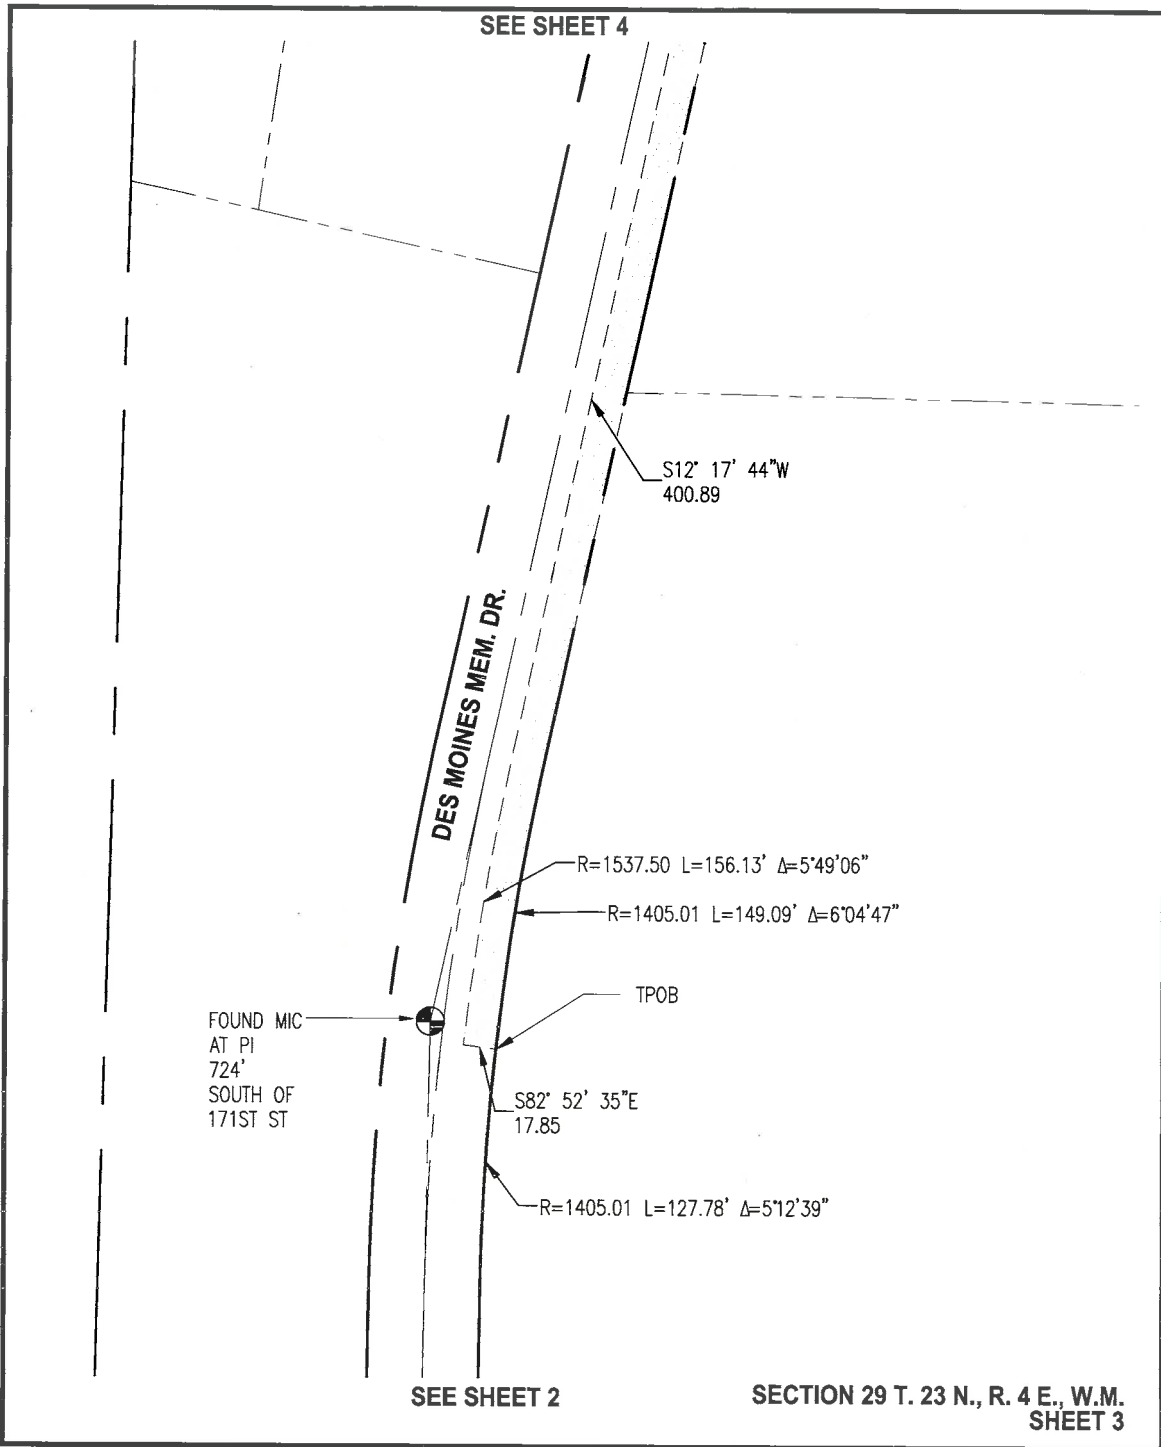 SEE SHEET 4
S12° 17' 44"W
400.89
DES MOINES MEM. DR.
R=1537.50 L=156.13' Δ=5°49'06"
R=1405.01 L=149.09' Δ=6°04'47"
TPOB
FOUND MIC
AT PI
724'
SOUTH OF
171ST ST
S82° 52' 35"E
17.85
R=1405.01 L=127.78' Δ=5°12'39"
SEE SHEET 2
SECTION 29 T. 23 N., R. 4 E., W.M.
SHEET 3